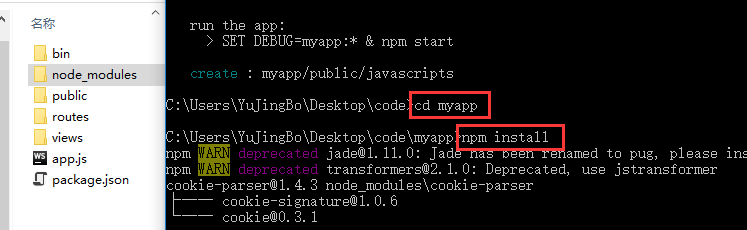 名称
bin
node_modules
public
routes
views
WS app.js
package.json
run the app:
> SET DEBUG=myapp:* & npm start
create : myapp/public/javascripts
C:\Users\YuJingBo\Desktop\code>cd myapp
C:\Users\YuJingBo\Desktop\code\myapp>npm install
npm WARN deprecated jade@1.11.0: Jade has been renamed to pug, please ins
npm WARN deprecated transformers@2.1.0: Deprecated, use jstransformer
cookie-parser@1.4.3 node_modules\cookie-parser
├── cookie-signature@1.0.6
└── cookie@0.3.1